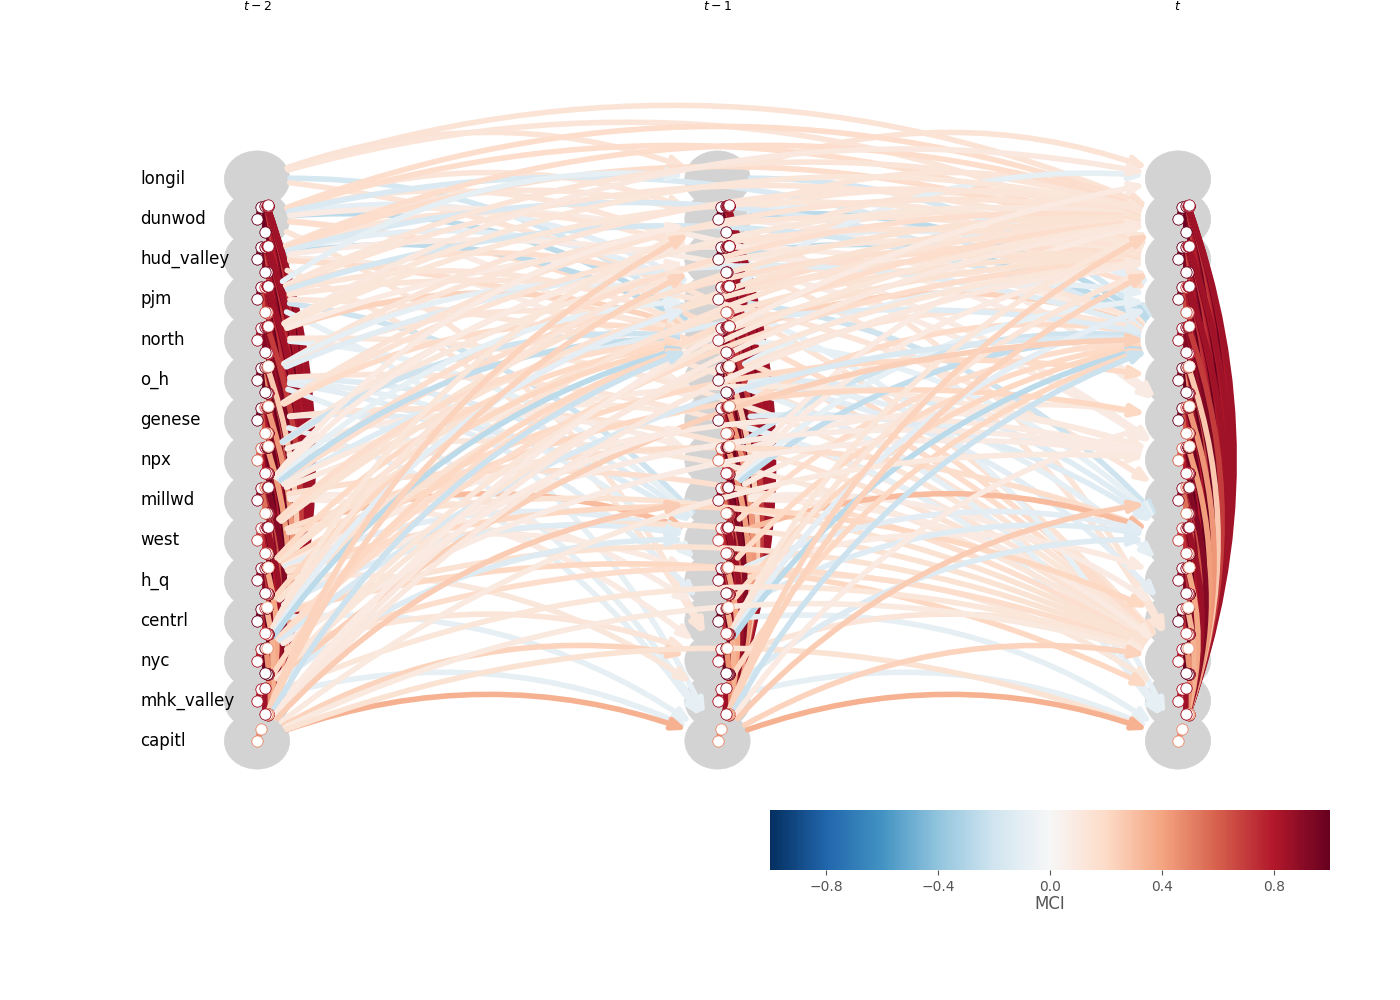 t − 2 t − 1 t
longil
dunwod
hud_valley
pjm
north
o_h
genese
npx
millwd
west
h_q
centrl
nyc
mhk_valley
capitl
−0.8 −0.4 0.0 0.4 0.8
MCI